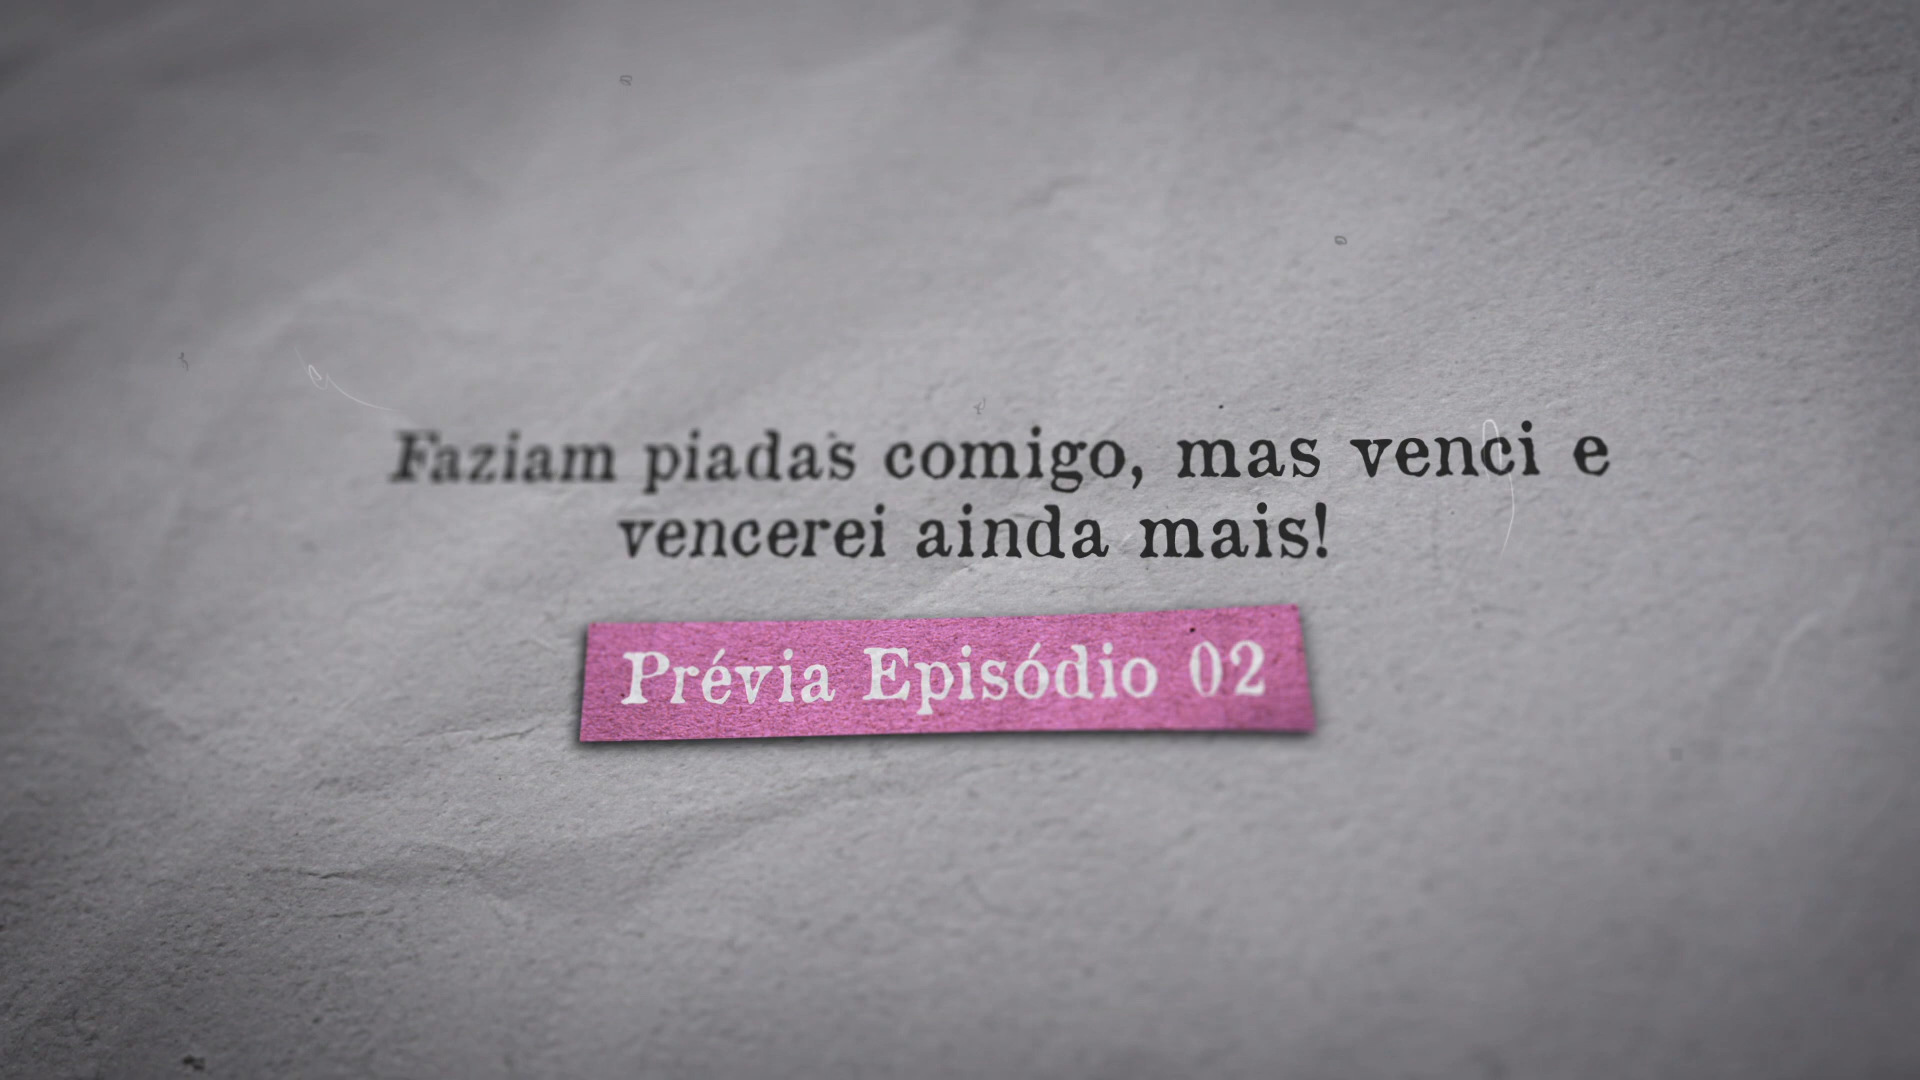 Faziam piadas comigo, mas venci e
vencerei ainda mais!
Prévia Episódio 02